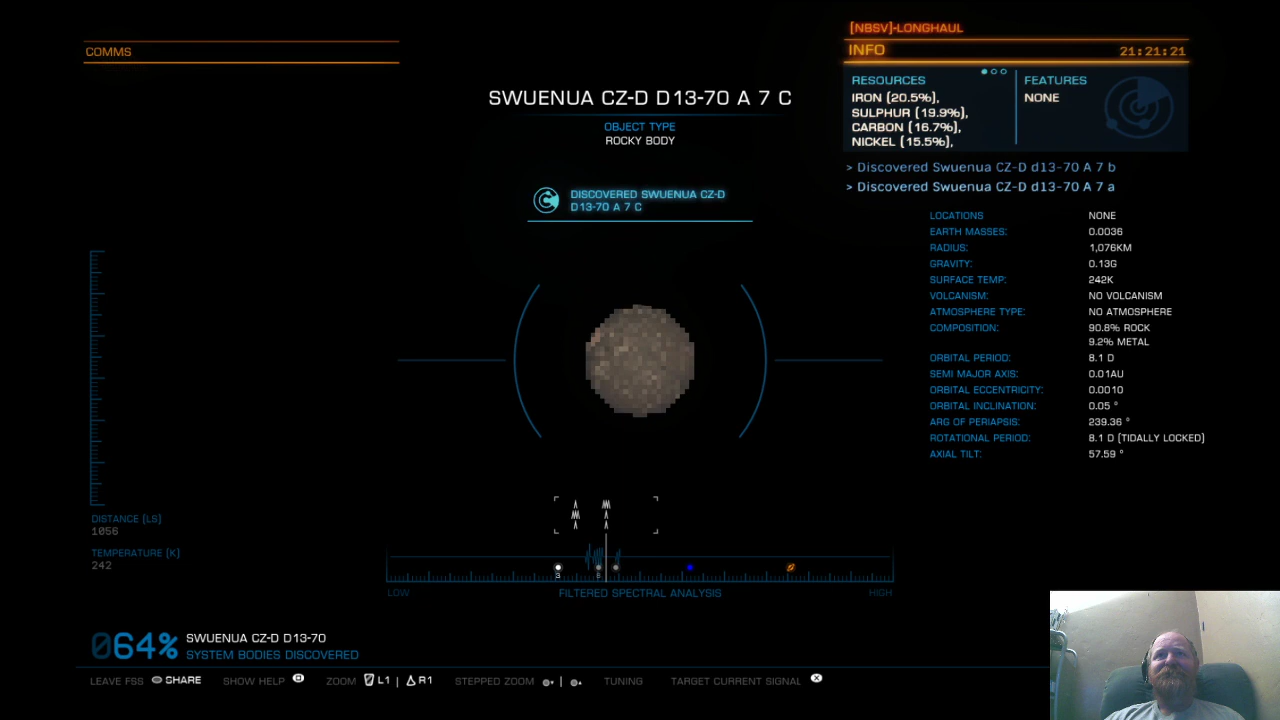 COMMS
[NBSV]-LONGHAUL
INFO
21:21:21
RESOURCES
IRON (20.5%),
SULPHUR (19.9%),
CARBON (16.7%),
NICKEL (15.5%),
FEATURES
NONE
SWUENUA CZ-D D13-70 A 7 C
OBJECT TYPE
ROCKY BODY
DISCOVERED SWUENUA CZ-D
D13-70 A 7 C
> Discovered Swuenua CZ-D d13-70 A 7 b
> Discovered Swuenua CZ-D d13-70 A 7 a
LOCATIONS NONE
EARTH MASSES: 0.0036
RADIUS: 1,076KM
GRAVITY: 0.13G
SURFACE TEMP: 242K
VOLCANISM: NO VOLCANISM
ATMOSPHERE TYPE: NO ATMOSPHERE
COMPOSITION: 90.8% ROCK
9.2% METAL
ORBITAL PERIOD: 8.1 D
SEMI MAJOR AXIS: 0.01AU
ORBITAL ECCENTRICITY: 0.0010
ORBITAL INCLINATION: 0.05 °
ARG OF PERIAPSIS: 239.36 °
ROTATIONAL PERIOD: 8.1 D (TIDALLY LOCKED)
AXIAL TILT: 57.59 °
DISTANCE (LS)
1056
TEMPERATURE (K)
242
3
LOW
FILTERED SPECTRAL ANALYSIS
HIGH
064%
SWUENUA CZ-D D13-70
SYSTEM BODIES DISCOVERED
LEAVE FSS SHARE SHOW HELP ZOOM L1 | R1 STEPPED ZOOM | TUNING TARGET CURRENT SIGNAL